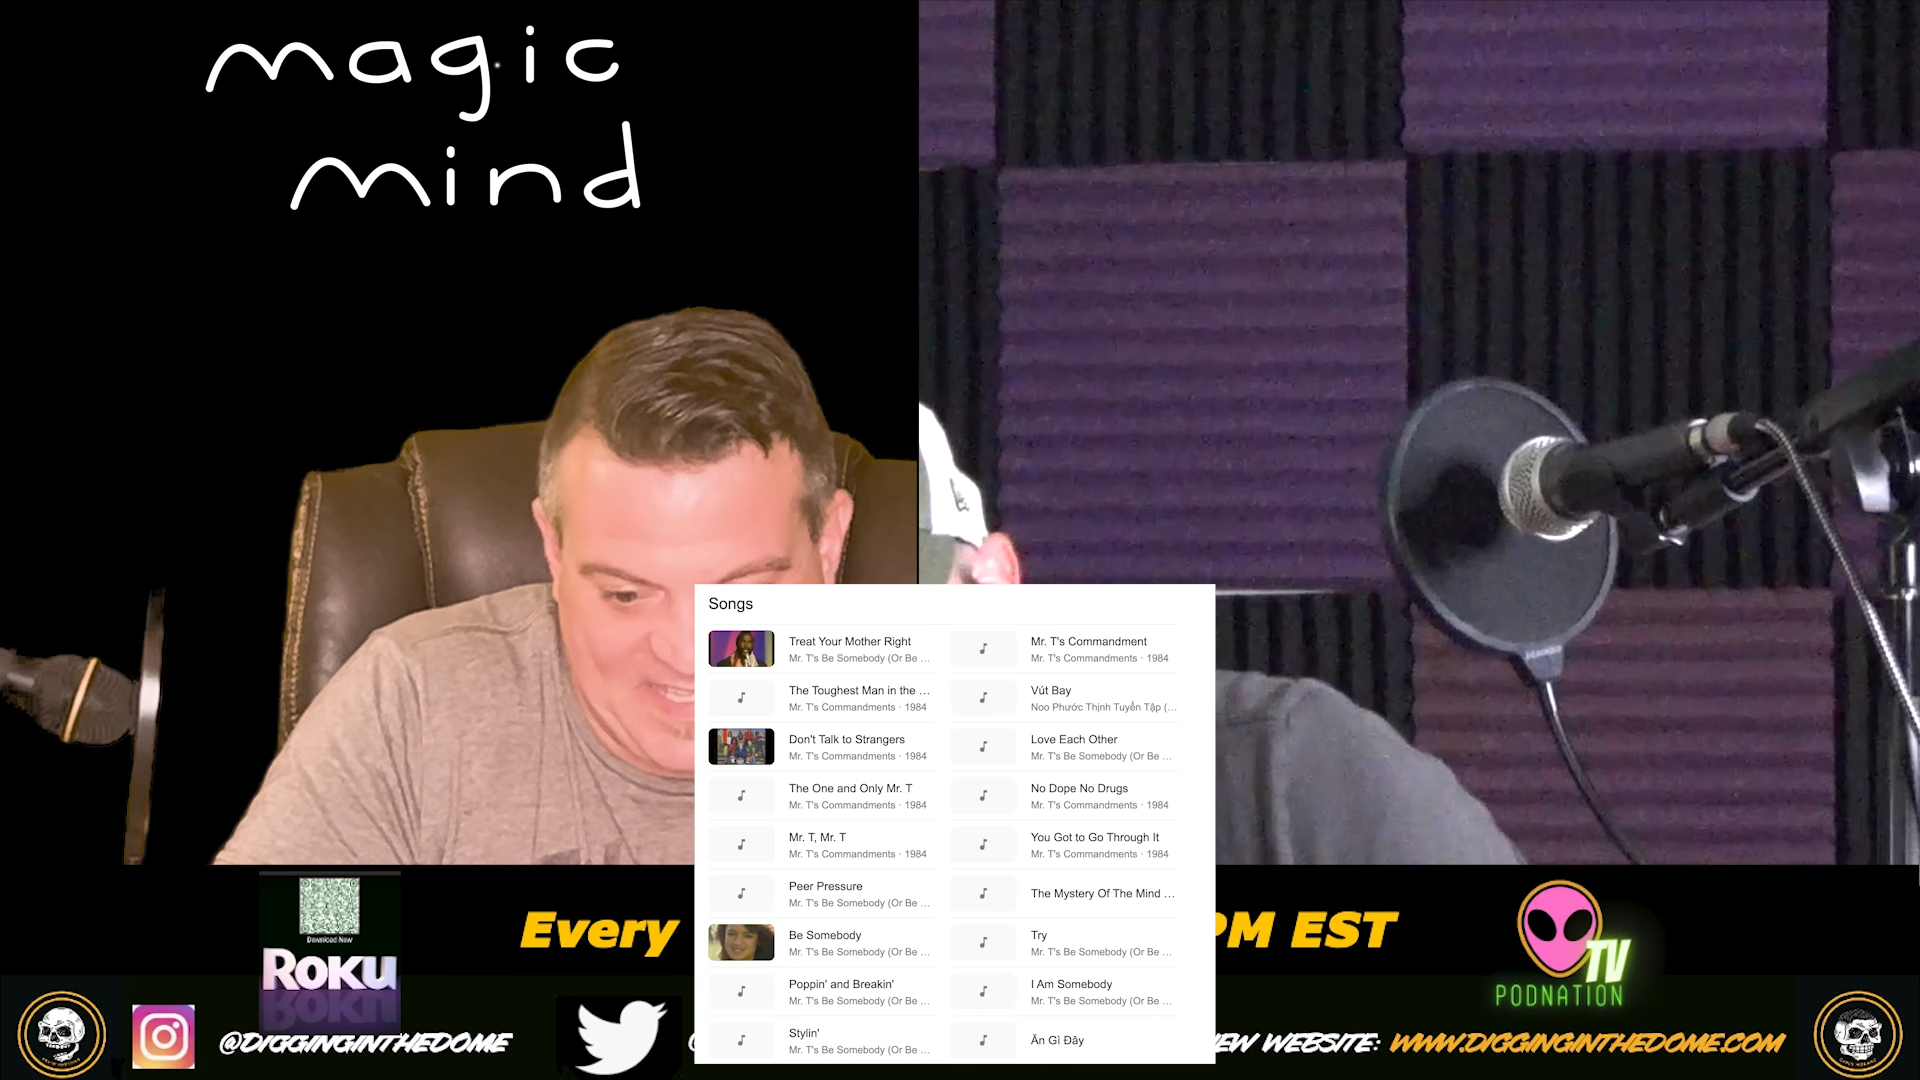 magic
mind
Songs
Treat Your Mother Right
Mr. T's Be Somebody (Or Be ...
Mr. T's Commandment
Mr. T's Commandments · 1984
The Toughest Man in the ...
Mr. T's Commandments · 1984
Vút Bay
Noo Phước Thịnh Tuyển Tập (...
Don't Talk to Strangers
Mr. T's Commandments · 1984
Love Each Other
Mr. T's Be Somebody (Or Be ...
The One and Only Mr. T
Mr. T's Commandments · 1984
No Dope No Drugs
Mr. T's Commandments · 1984
Mr. T, Mr. T
Mr. T's Commandments · 1984
You Got to Go Through It
Mr. T's Commandments · 1984
Peer Pressure
Mr. T's Be Somebody (Or Be ...
The Mystery Of The Mind ...
Be Somebody
Mr. T's Be Somebody (Or Be ...
Try
Mr. T's Be Somebody (Or Be ...
Poppin' and Breakin'
Mr. T's Be Somebody (Or Be ...
I Am Somebody
Mr. T's Be Somebody (Or Be ...
Stylin'
Mr. T's Be Somebody (Or Be ...
Ăn Gì Đây
Download Now
ROKU
Every
PM EST
TV
PODNATION
@DIGGINGINTHEDOME
EW WEBSITE: WWW.DIGGINGINTHEDOME.COM